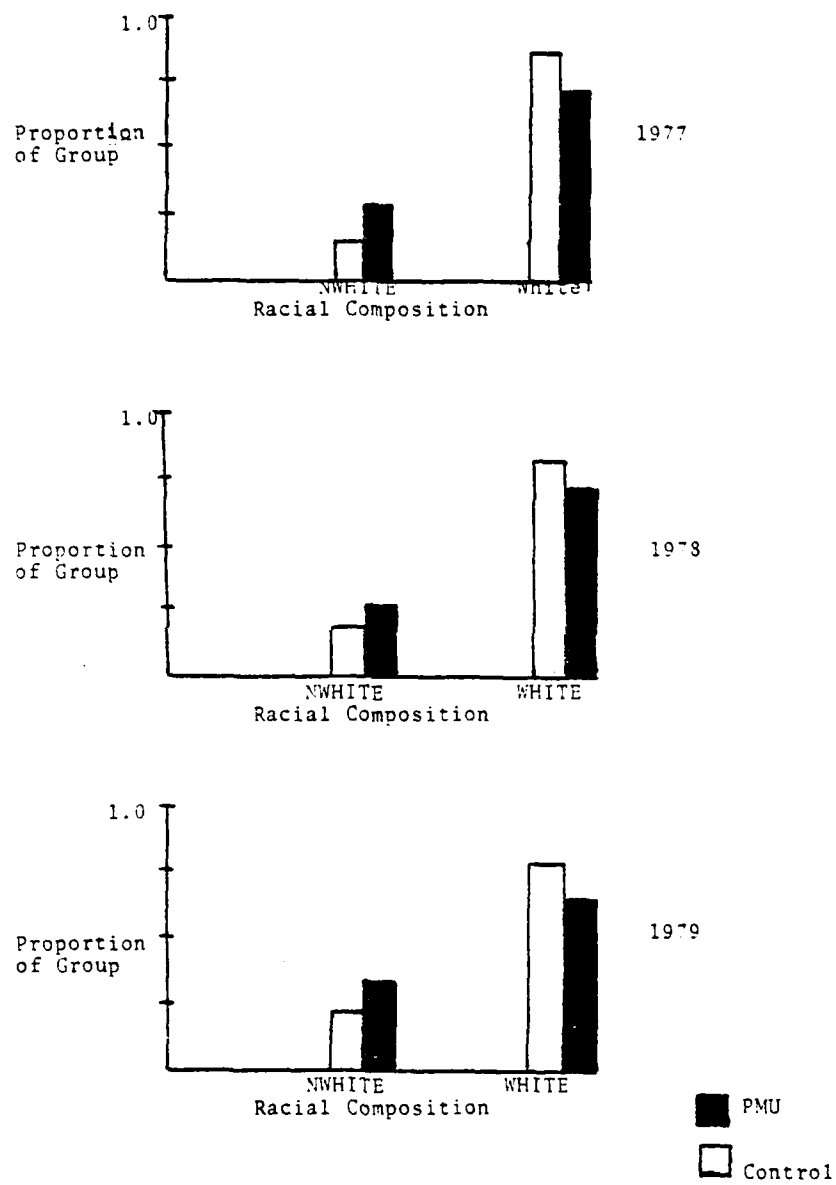 1.0
Proportion
of Group
1977
NWHITE
White
Racial Composition
1.0
Proportion
of Group
1978
NWHITE
WHITE
Racial Composition
1.0
Proportion
of Group
1979
NWHITE
WHITE
Racial Composition
PMU
Control